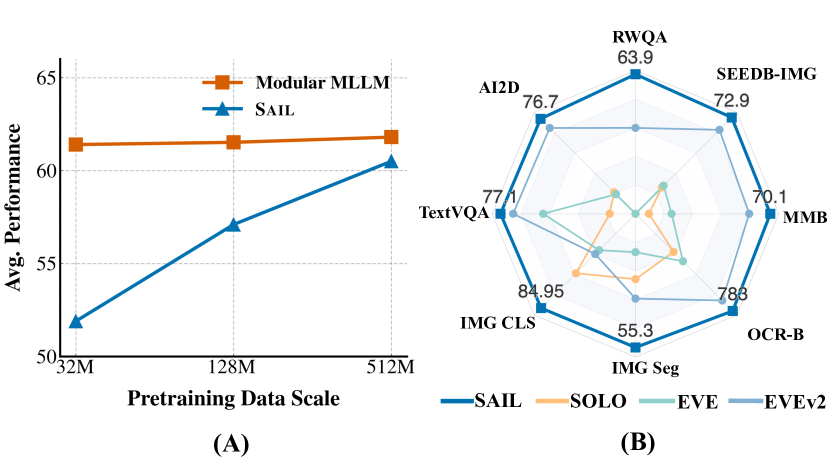 65
60
55
50
Avg. Performance
Modular MLLM
SAIL
32M
128M
512M
Pretraining Data Scale
(A)
RWQA
63.9
SEEDB-IMG
72.9
AI2D
76.7
TextVQA
77.1
70.1
MMB
IMG CLS
84.95
783
OCR-B
55.3
IMG Seg
SAIL
SOLO
EVE
EVEv2
(B)